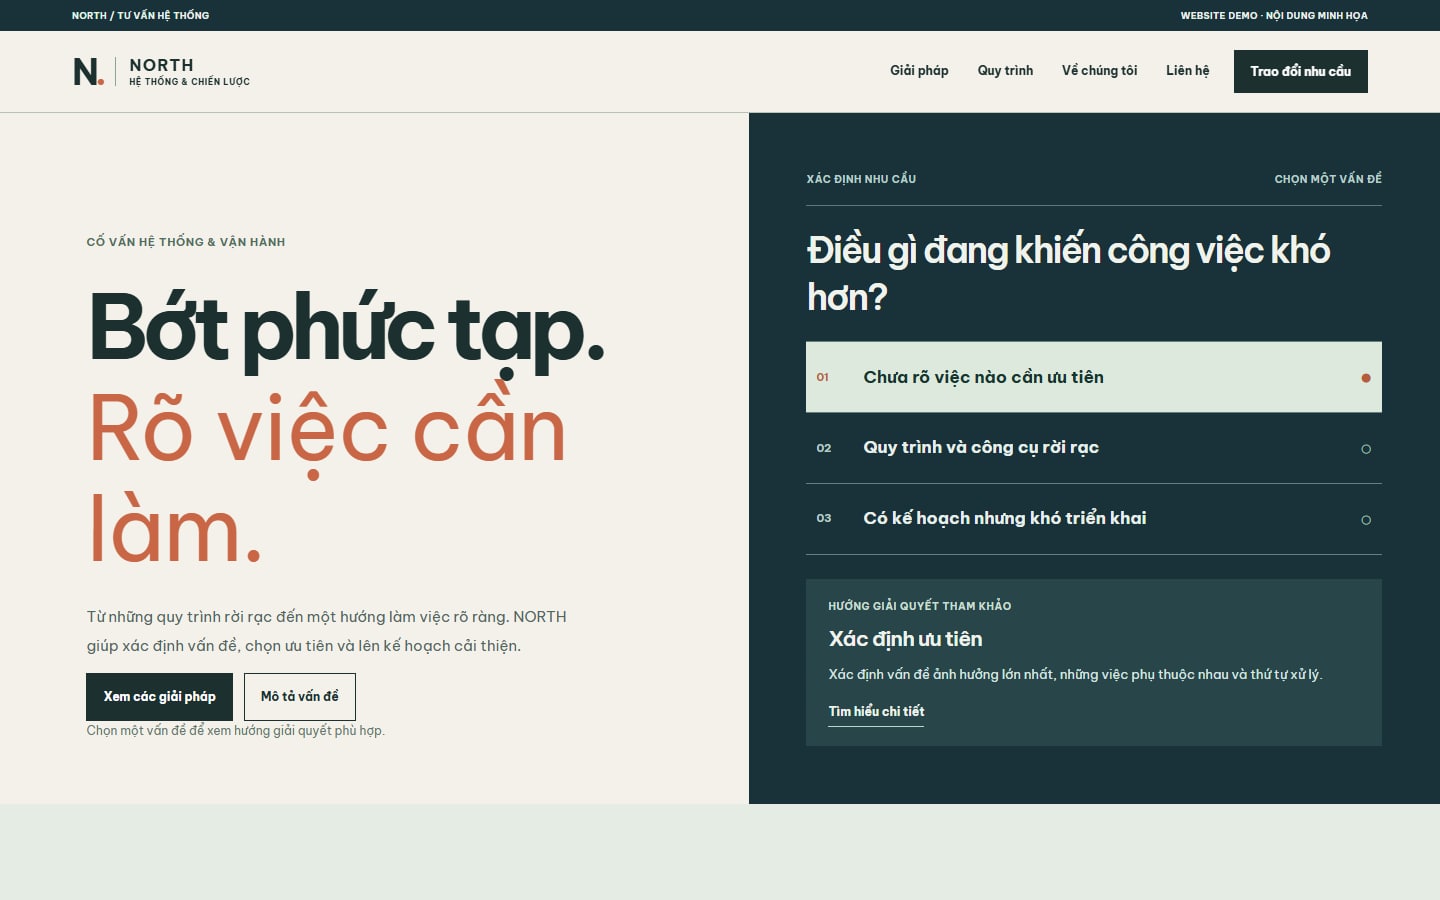 NORTH / TƯ VẤN HỆ THỐNG
WEBSITE DEMO · NỘI DUNG MINH HỌA
N.
NORTH
HỆ THỐNG & CHIẾN LƯỢC
Giải pháp
Quy trình
Về chúng tôi
Liên hệ
Trao đổi nhu cầu
CỐ VẤN HỆ THỐNG & VẬN HÀNH
Bớt phức tạp.
Rõ việc cần
làm.
Từ những quy trình rời rạc đến một hướng làm việc rõ ràng. NORTH
giúp xác định vấn đề, chọn ưu tiên và lên kế hoạch cải thiện.
Xem các giải pháp
Mô tả vấn đề
Chọn một vấn đề để xem hướng giải quyết phù hợp.
XÁC ĐỊNH NHU CẦU
CHỌN MỘT VẤN ĐỀ
Điều gì đang khiến công việc khó
hơn?
01 Chưa rõ việc nào cần ưu tiên
02 Quy trình và công cụ rời rạc
03 Có kế hoạch nhưng khó triển khai
HƯỚNG GIẢI QUYẾT THAM KHẢO
Xác định ưu tiên
Xác định vấn đề ảnh hưởng lớn nhất, những việc phụ thuộc nhau và thứ tự xử lý.
Tìm hiểu chi tiết